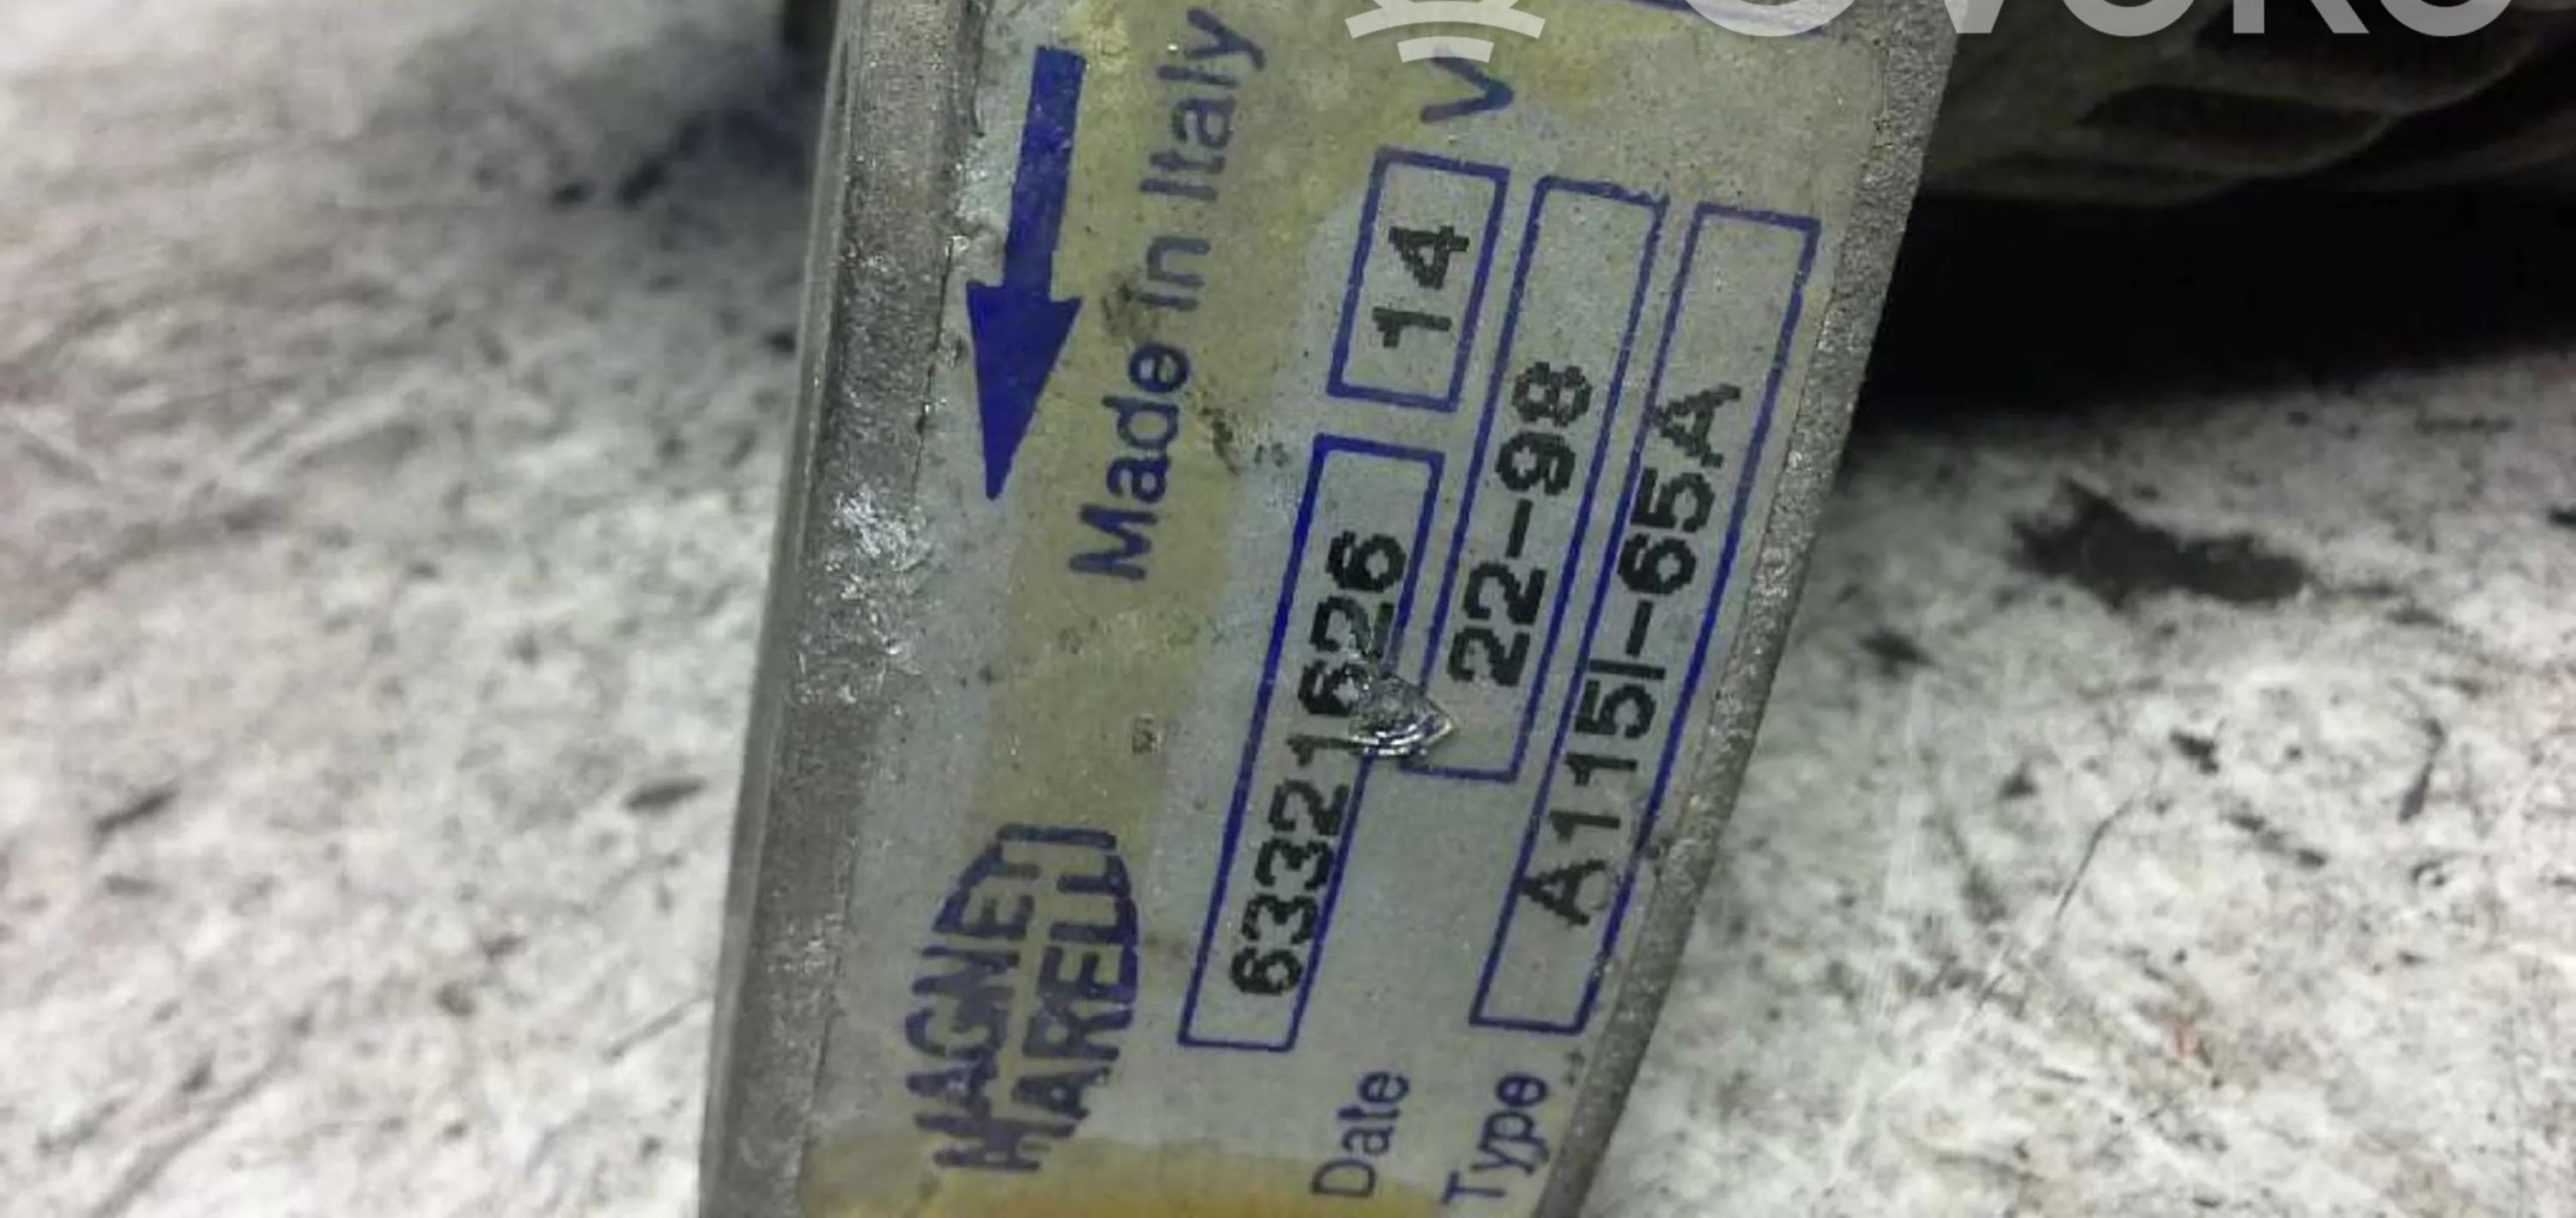 MAGNETI
MARELLI
Made in Italy
63321626
14 V
Date 22-98
Type A115I-65A